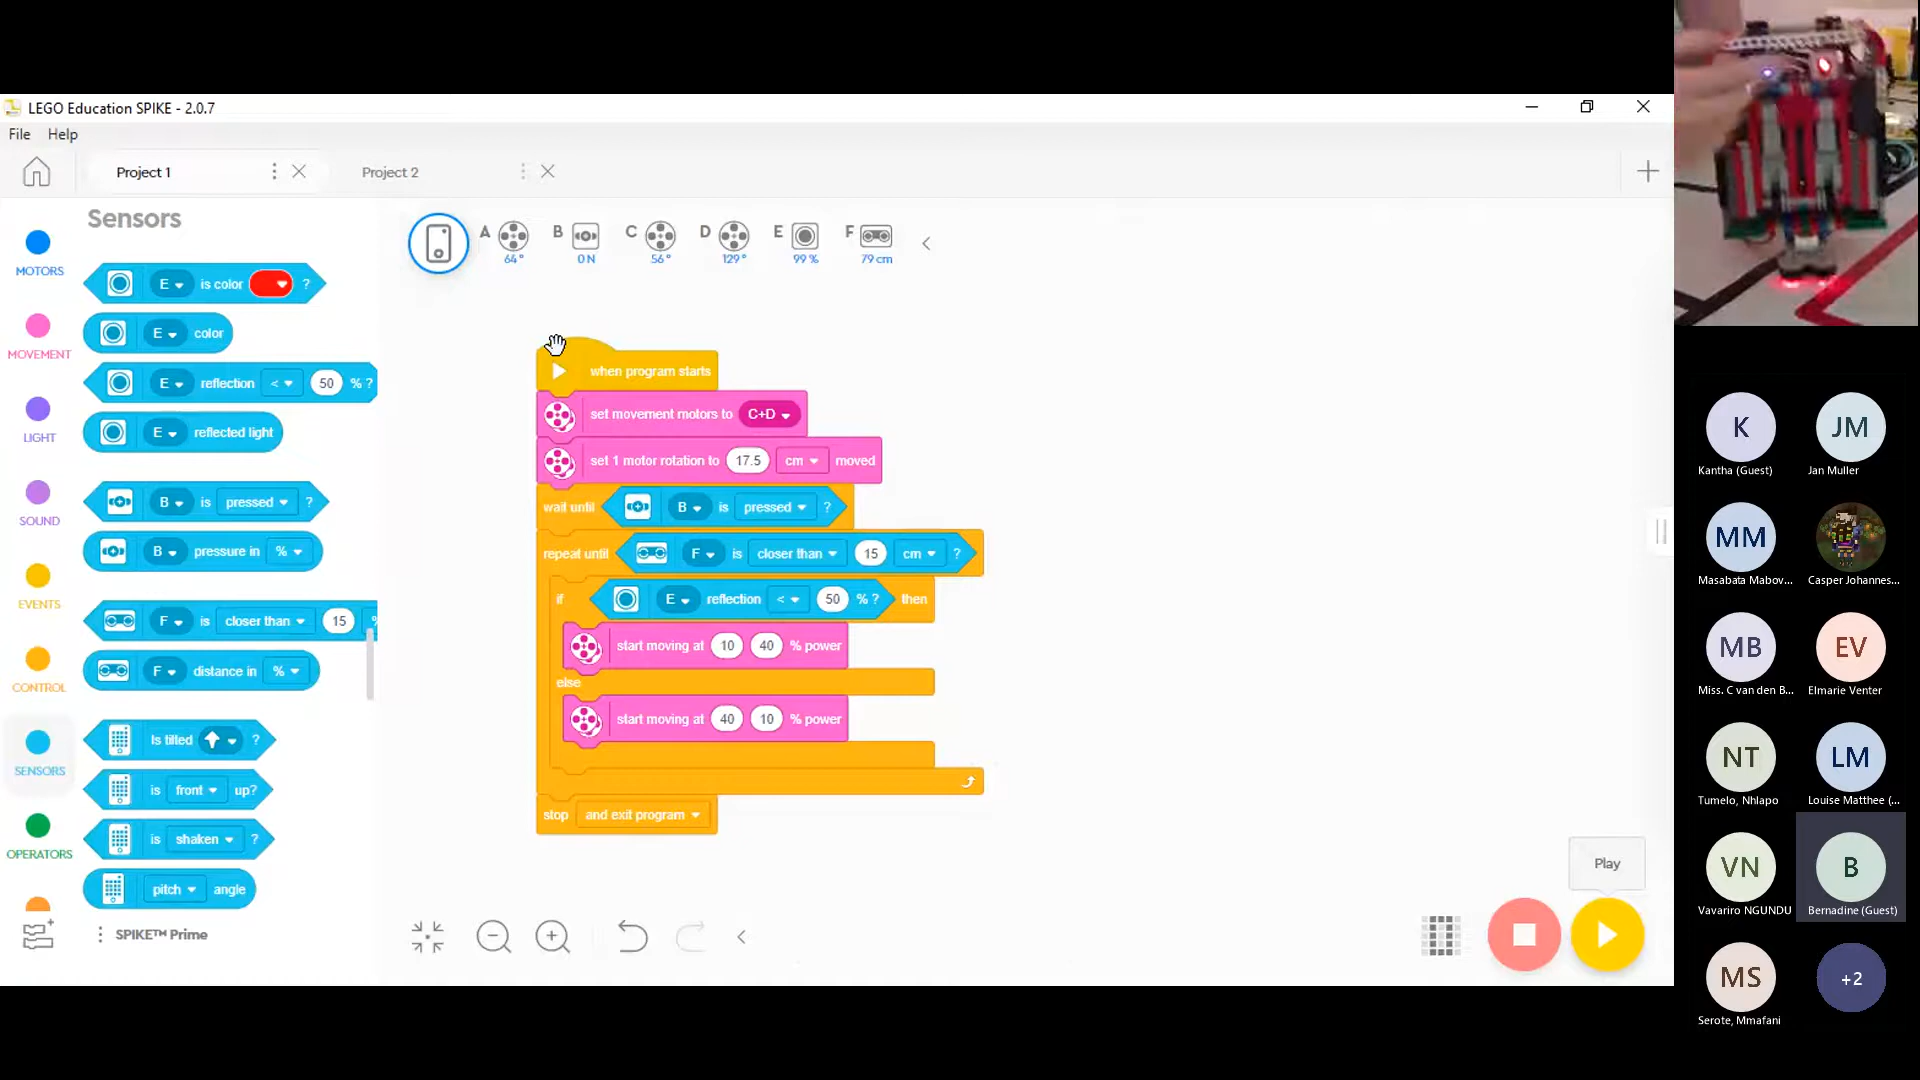 LEGO Education SPIKE - 2.0.7
File Help
Project 1
Project 2
Sensors
MOTORS
MOVEMENT
LIGHT
SOUND
EVENTS
CONTROL
SENSORS
OPERATORS
E is color ?
E color
E reflection < 50 % ?
E reflected light
B is pressed ?
B pressure in %
F is closer than 15 %
F distance in %
Is tilted ?
is front up?
is shaken ?
pitch angle
SPIKE™ Prime
A B C D E F
64° 0 N 56° 129° 99 % 79 cm
when program starts
set movement motors to C+D
set 1 motor rotation to 17.5 cm moved
wait until B is pressed ?
repeat until F is closer than 15 cm ?
if E reflection < 50 % ? then
start moving at 10 40 % power
else
start moving at 40 10 % power
stop and exit program
Play
K JM
Kantha (Guest) Jan Muller
MM
Masabata Mabov... Casper Johannes...
MB EV
Miss. C van den B... Elmarie Venter
NT LM
Tumelo, Nhlapo Louise Matthee (...
VN B
Vavariro NGUNDU Bernadine (Guest)
MS +2
Serote, Mmafani